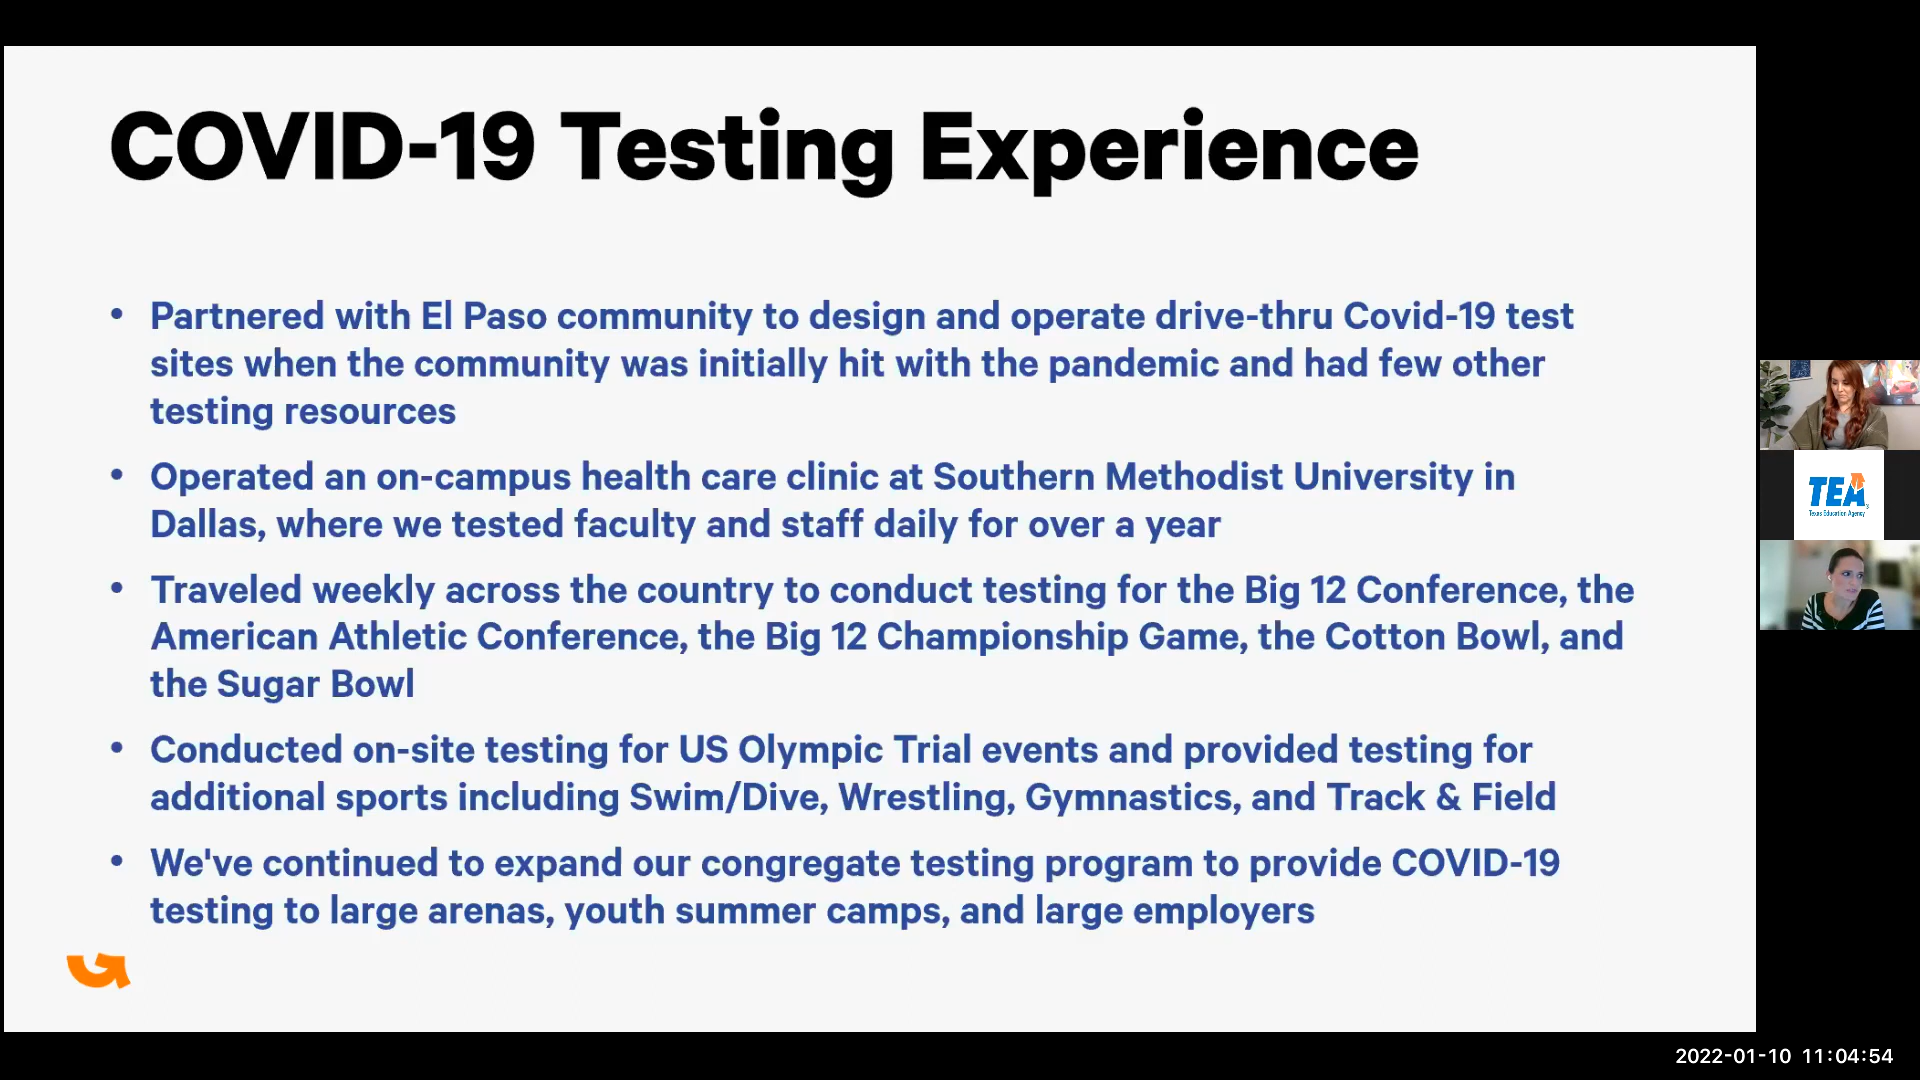 COVID-19 Testing Experience
• Partnered with El Paso community to design and operate drive-thru Covid-19 test
sites when the community was initially hit with the pandemic and had few other
testing resources
• Operated an on-campus health care clinic at Southern Methodist University in
Dallas, where we tested faculty and staff daily for over a year
• Traveled weekly across the country to conduct testing for the Big 12 Conference, the
American Athletic Conference, the Big 12 Championship Game, the Cotton Bowl, and
the Sugar Bowl
• Conducted on-site testing for US Olympic Trial events and provided testing for
additional sports including Swim/Dive, Wrestling, Gymnastics, and Track & Field
• We've continued to expand our congregate testing program to provide COVID-19
testing to large arenas, youth summer camps, and large employers
TEA
Texas Education Agency
2022-01-10 11:04:54